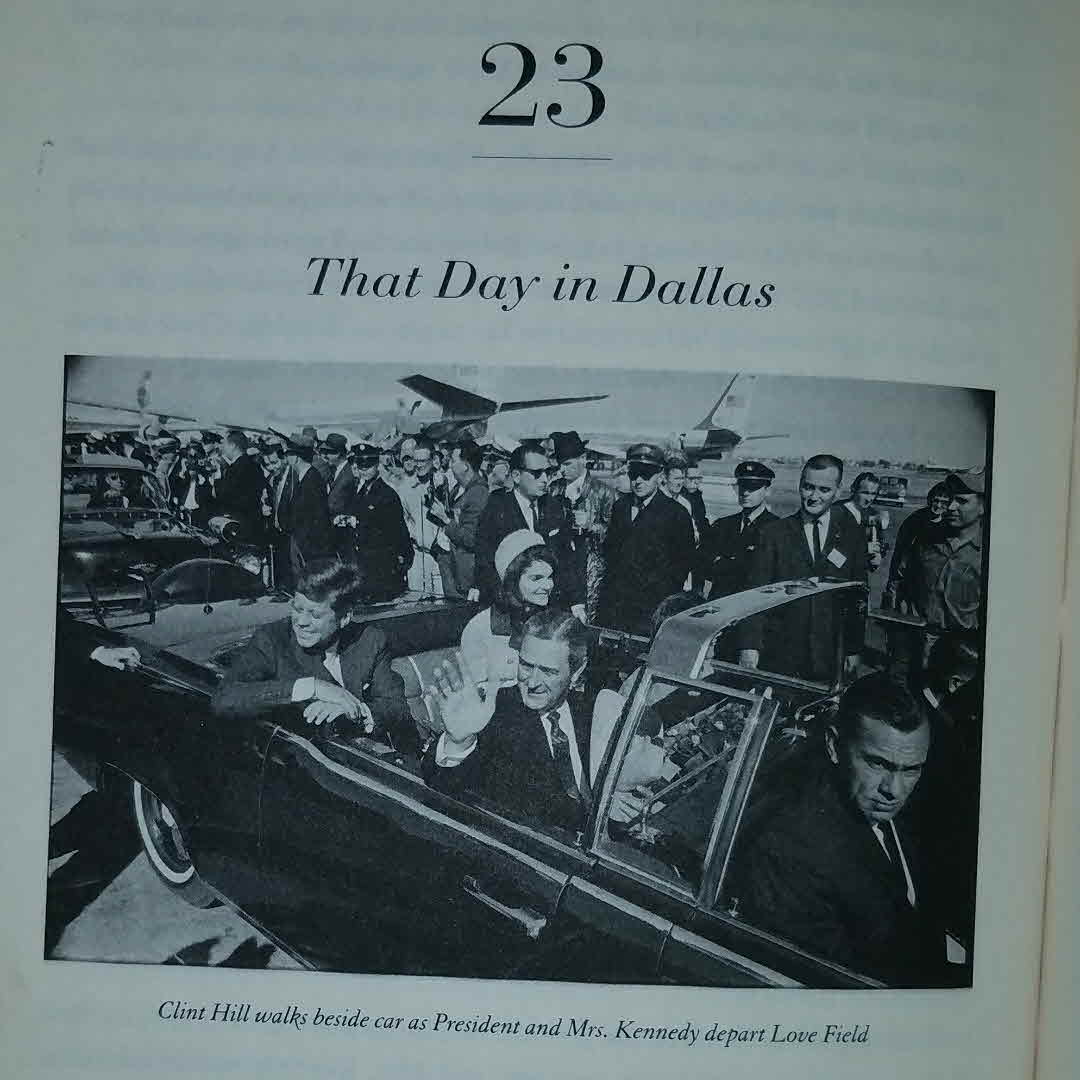 23
That Day in Dallas
Clint Hill walks beside car as President and Mrs. Kennedy depart Love Field